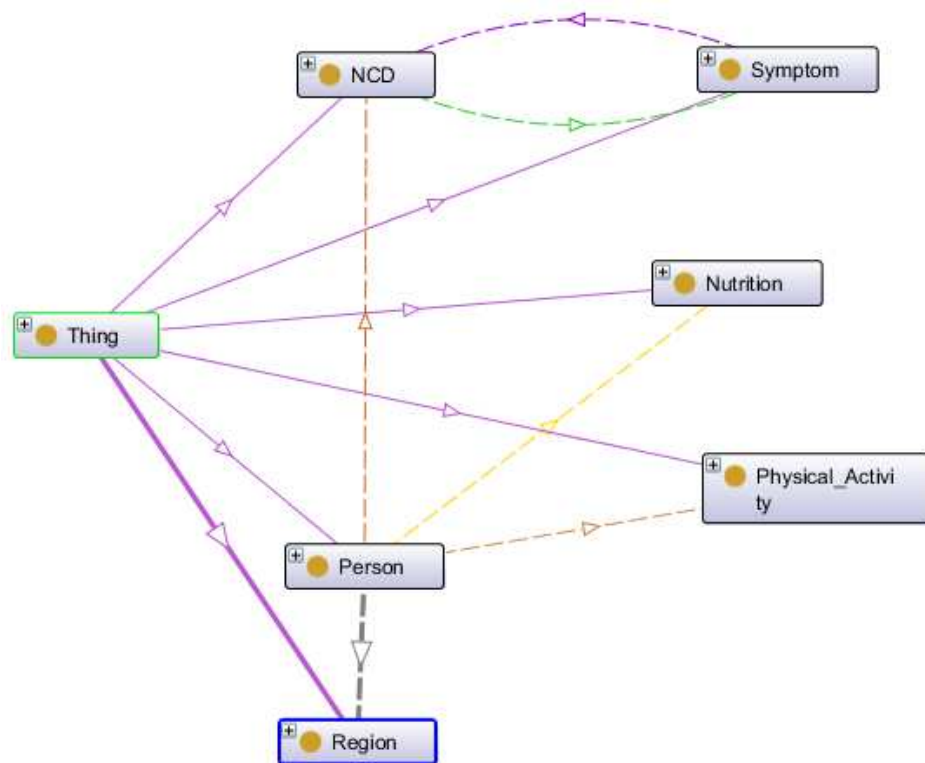 NCD
Symptom
Nutrition
Thing
Physical_Activi
ty
Person
Region